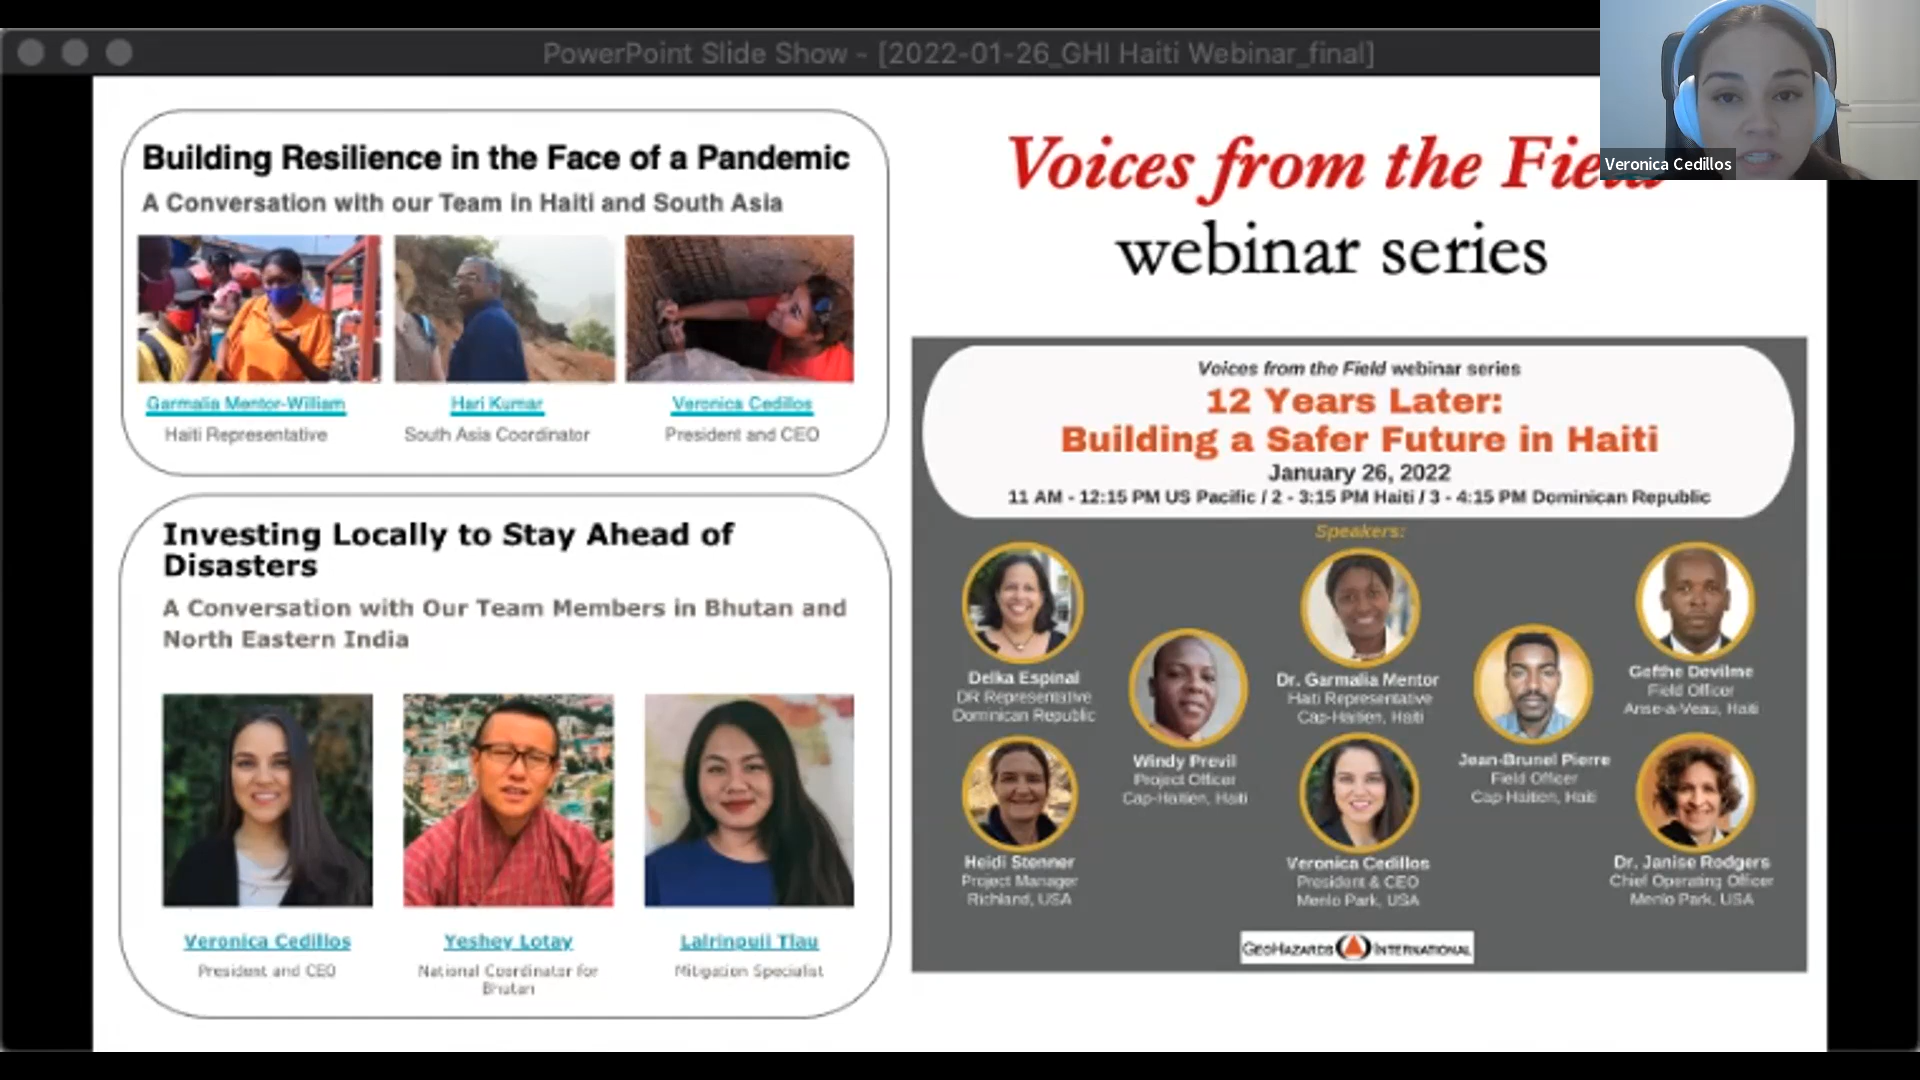 PowerPoint Slide Show - [2022-01-26_GHI Haiti Webinar_final]
Veronica Cedillos
Building Resilience in the Face of a Pandemic
A Conversation with our Team in Haiti and South Asia
Garmalia Mentor-William
Haiti Representative
Hari Kumar
South Asia Coordinator
Veronica Cedillos
President and CEO
Investing Locally to Stay Ahead of
Disasters
A Conversation with Our Team Members in Bhutan and
North Eastern India
Veronica Cedillos
President and CEO
Yeshey Lotay
National Coordinator for
Bhutan
Lalrinpuii Tlau
Mitigation Specialist
Voices from the
webinar series
Voices from the Field webinar series
12 Years Later:
Building a Safer Future in Haiti
January 26, 2022
11 AM - 12:15 PM US Pacific / 2 - 3:15 PM Haiti / 3 - 4:15 PM Dominican Republic
Speakers:
Delka Espinal
DR Representative
Dominican Republic
Windy Previl
Project Officer
Cap-Haitien, Haiti
Dr. Garmalia Mentor
Haiti Representative
Cap-Haitien, Haiti
Jean-Brunel Pierre
Field Officer
Cap-Haitien, Haiti
Gefthe Devilme
Field Officer
Anse-a-Veau, Haiti
Heidi Stenner
Project Manager
Richland, USA
Veronica Cedillos
President & CEO
Menlo Park, USA
Dr. Janise Rodgers
Chief Operating Officer
Menlo Park, USA
GEOHAZARDS INTERNATIONAL